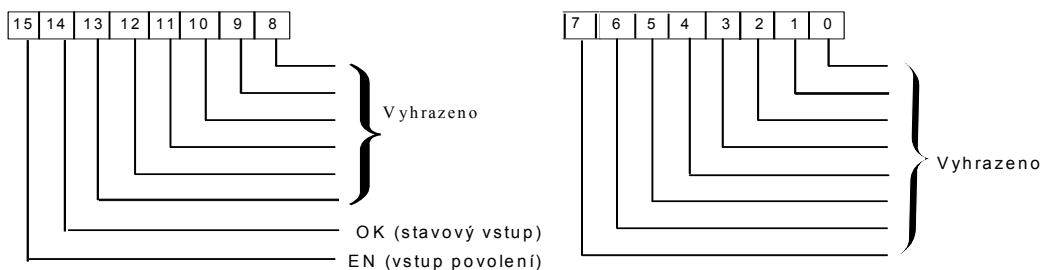 15 14 13 12 11 10 9 8
Vyhrazeno
OK (stavový vstup)
EN (vstup povolení)
7 6 5 4 3 2 1 0
Vyhrazeno